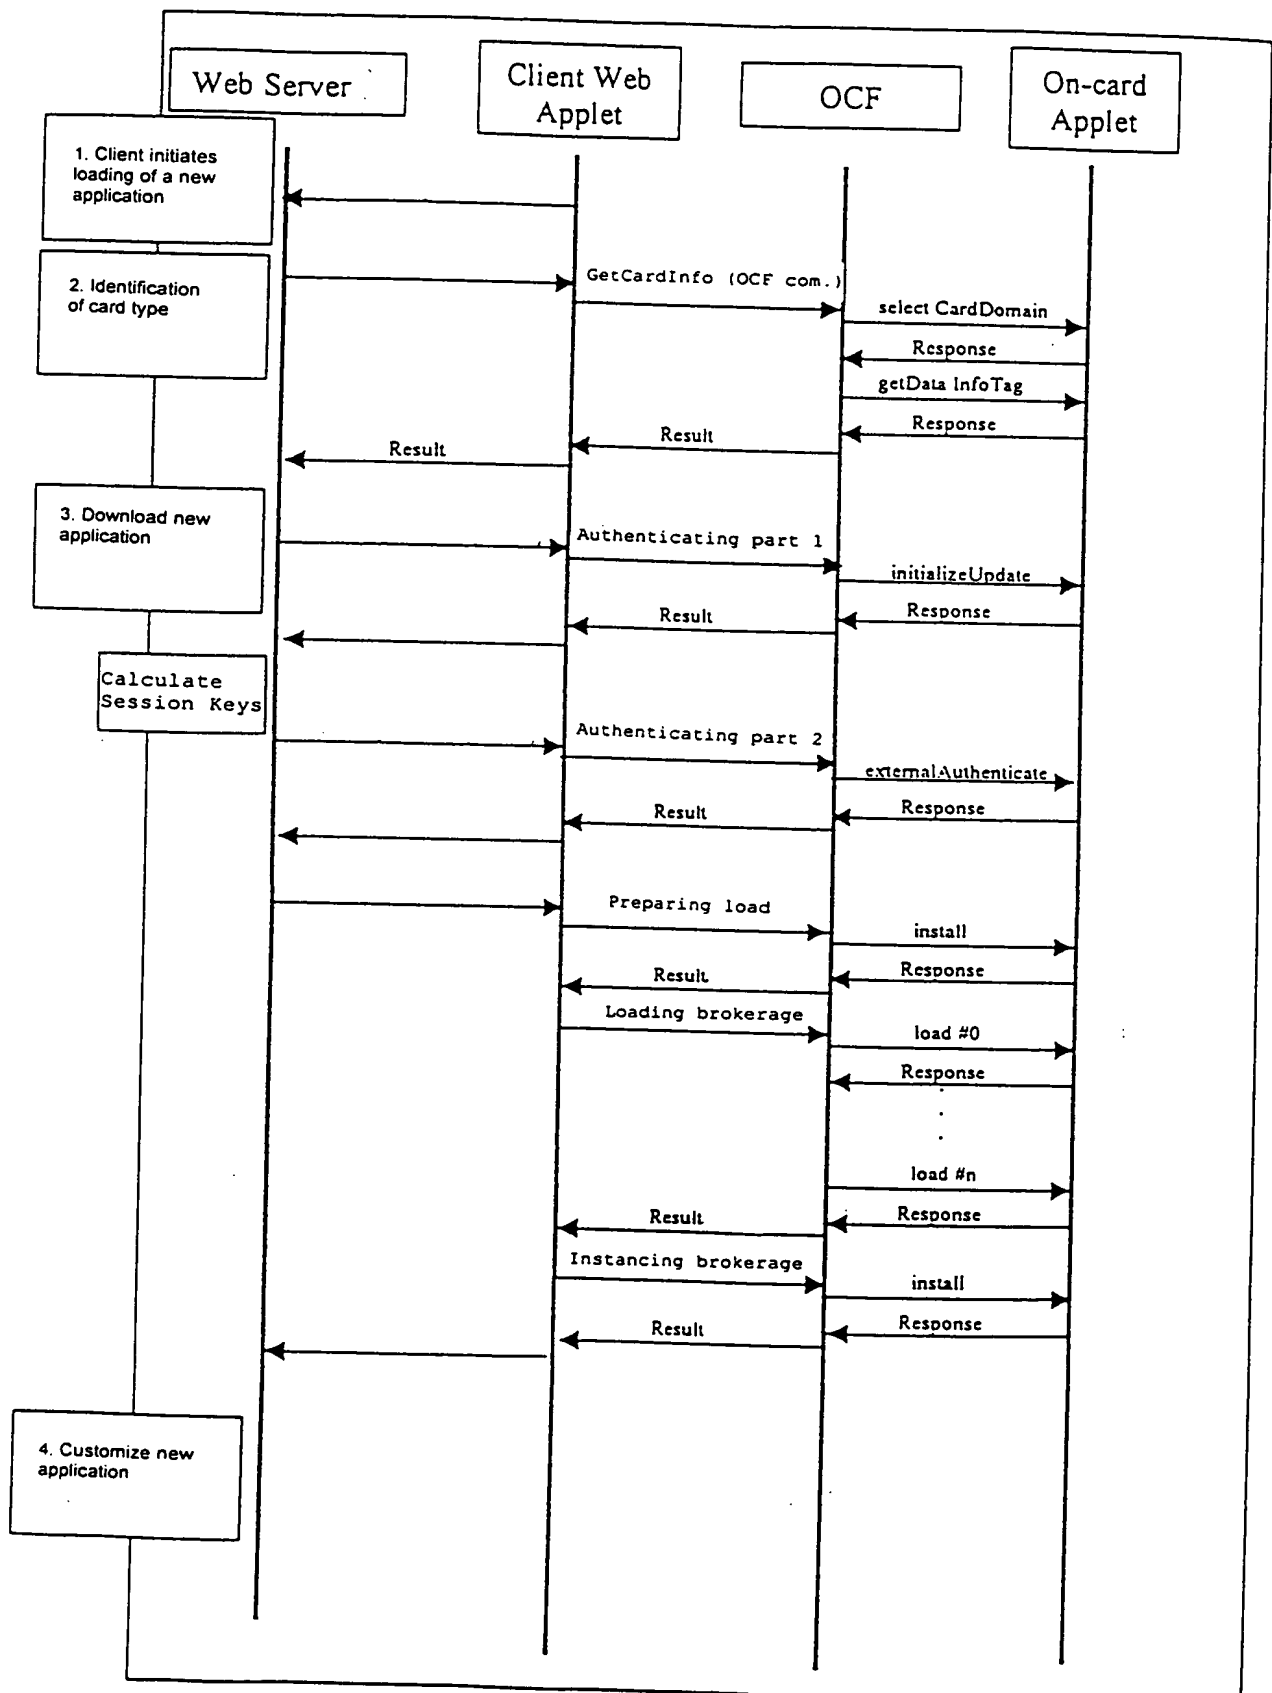 Web Server
Client Web
Applet
OCF
On-card
Applet
1. Client initiates
loading of a new
application
2. Identification
of card type
GetCardInfo (OCF com.)
select CardDomain
Response
getData InfoTag
Response
Result
Result
3. Download new
application
Authenticating part 1
initializeUpdate
Response
Result
Calculate
Session Keys
Authenticating part 2
externalAuthenticate
Response
Result
Preparing load
install
Response
Result
Loading brokerage
load #0
Response
load #n
Response
Result
Instancing brokerage
install
Response
Result
4. Customize new
application